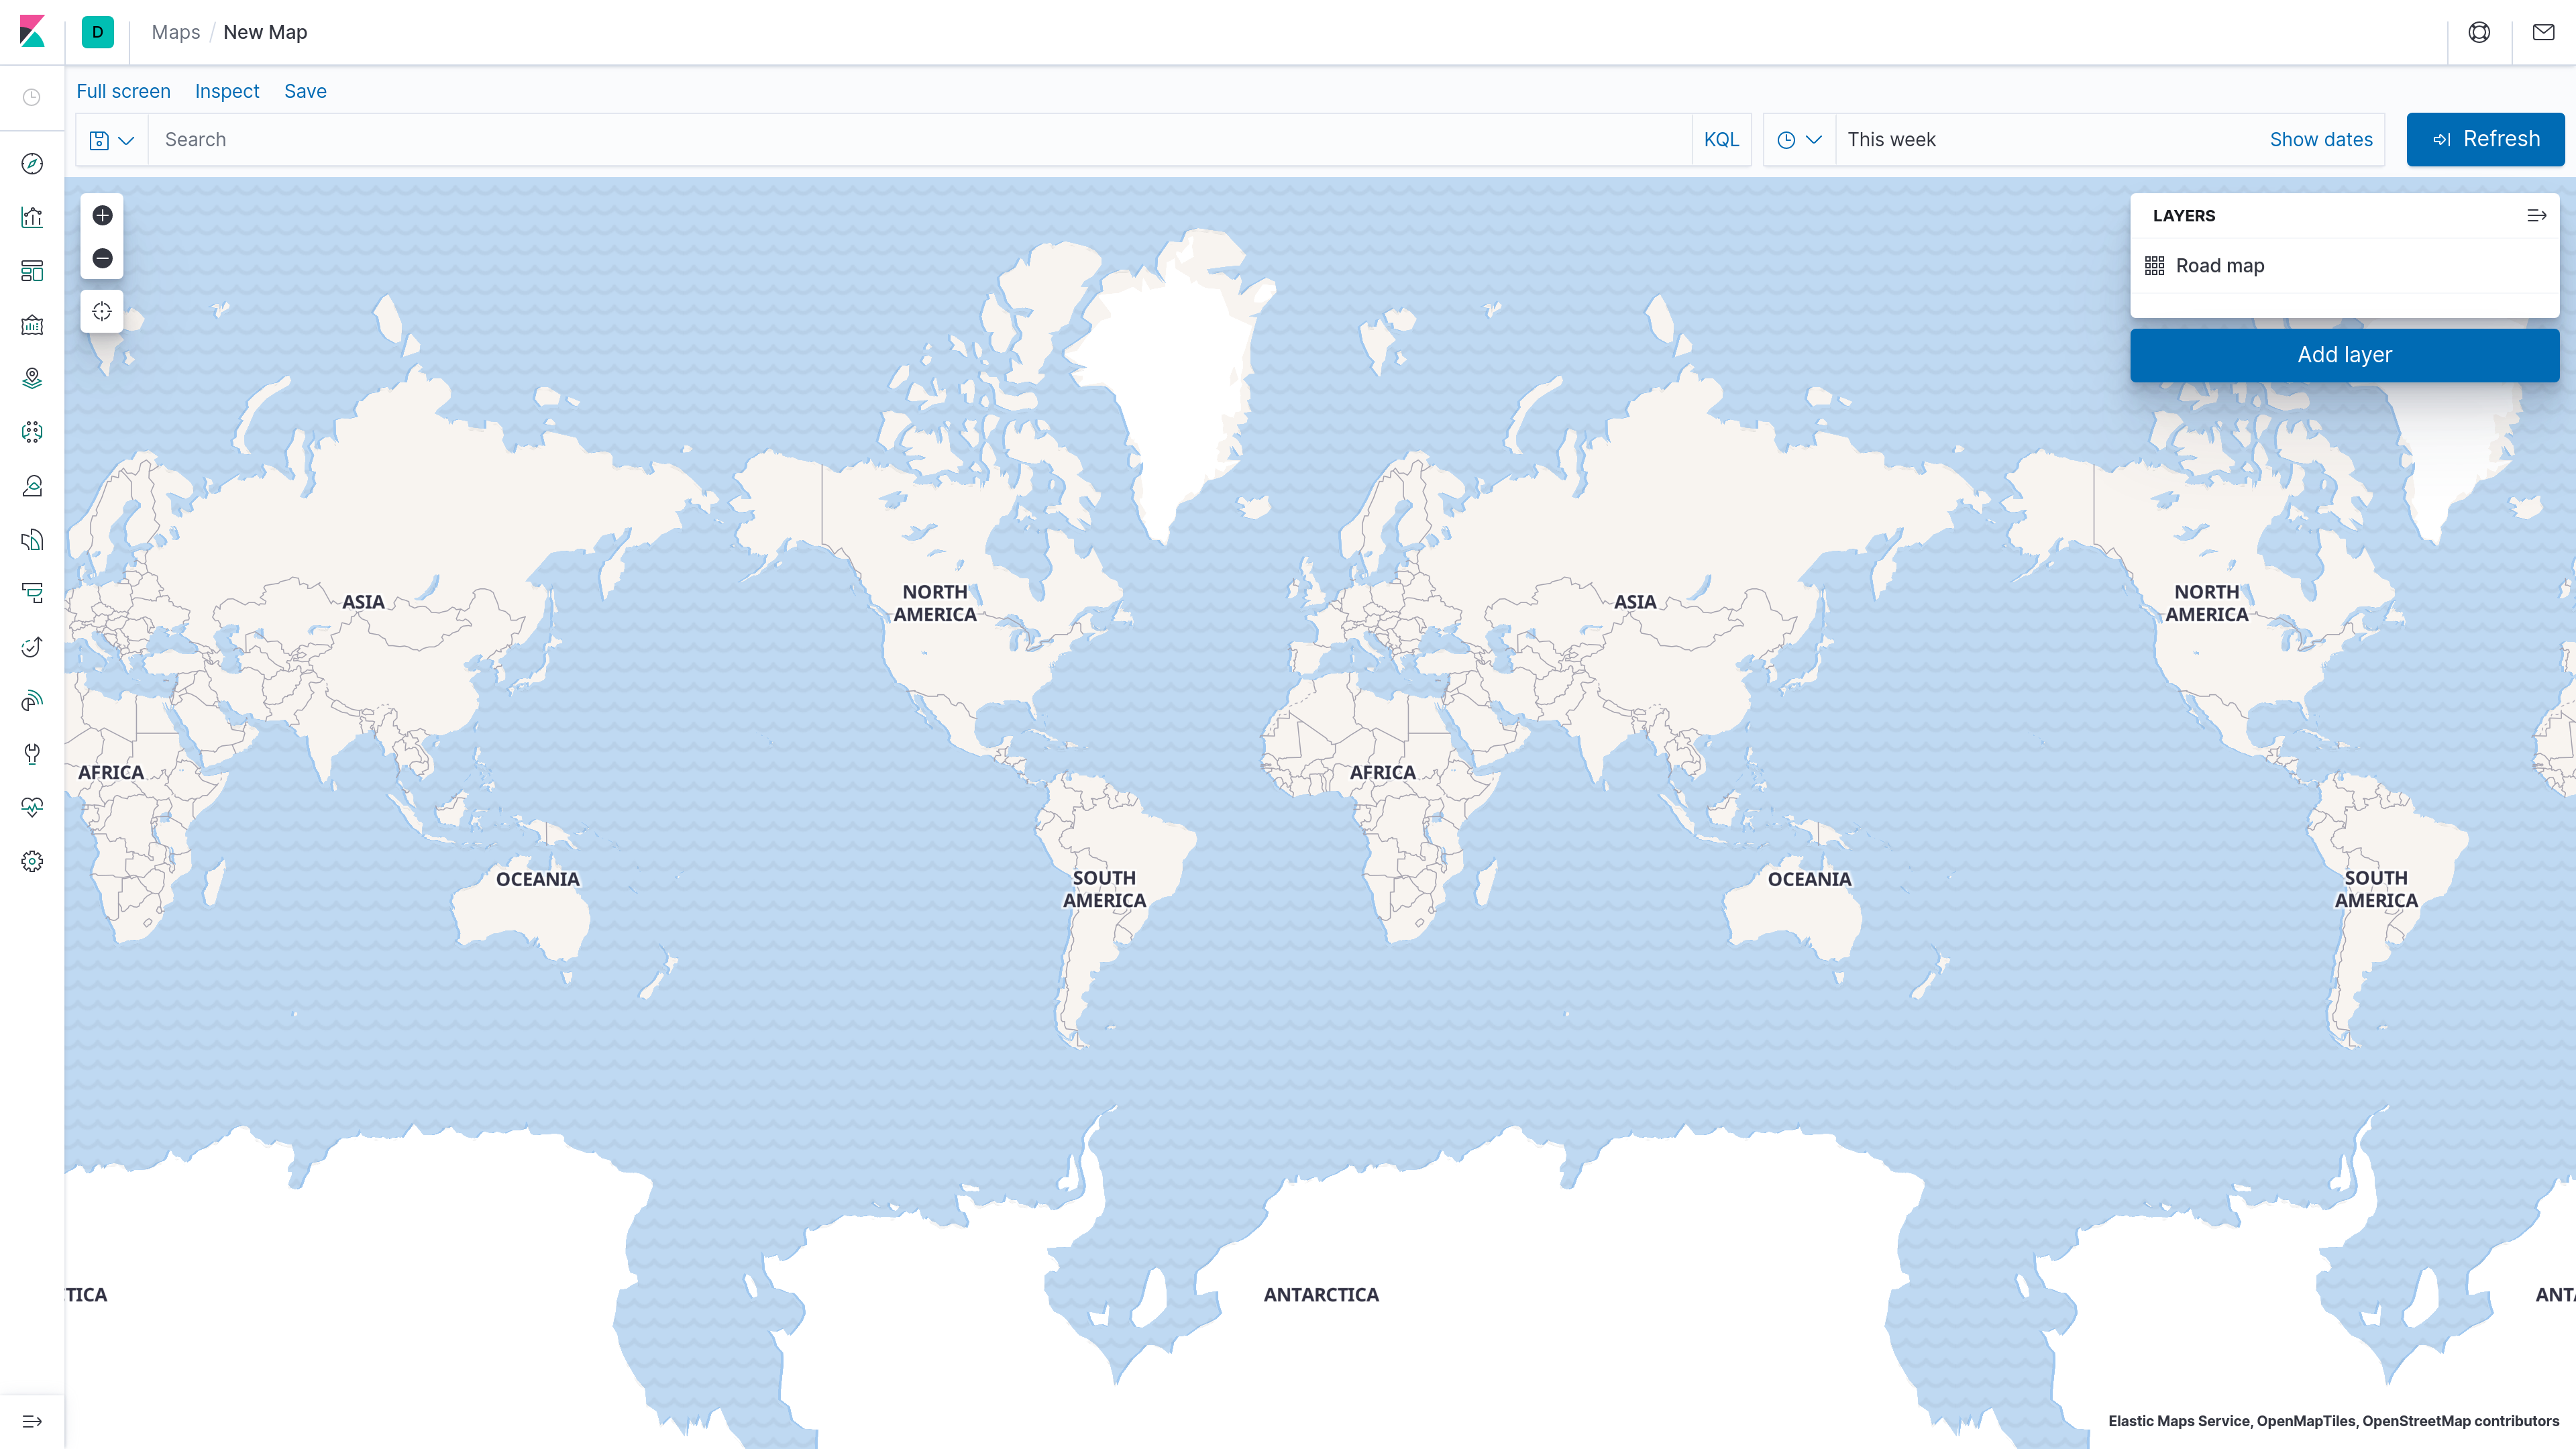 D Maps / New Map
Full screen Inspect Save
Search KQL This week Show dates Refresh
LAYERS
Road map
Add layer
ASIA NORTH AMERICA ASIA NORTH AMERICA
AFRICA AFRICA
OCEANIA SOUTH AMERICA OCEANIA SOUTH AMERICA
TICA ANTARCTICA ANT
Elastic Maps Service, OpenMapTiles, OpenStreetMap contributors